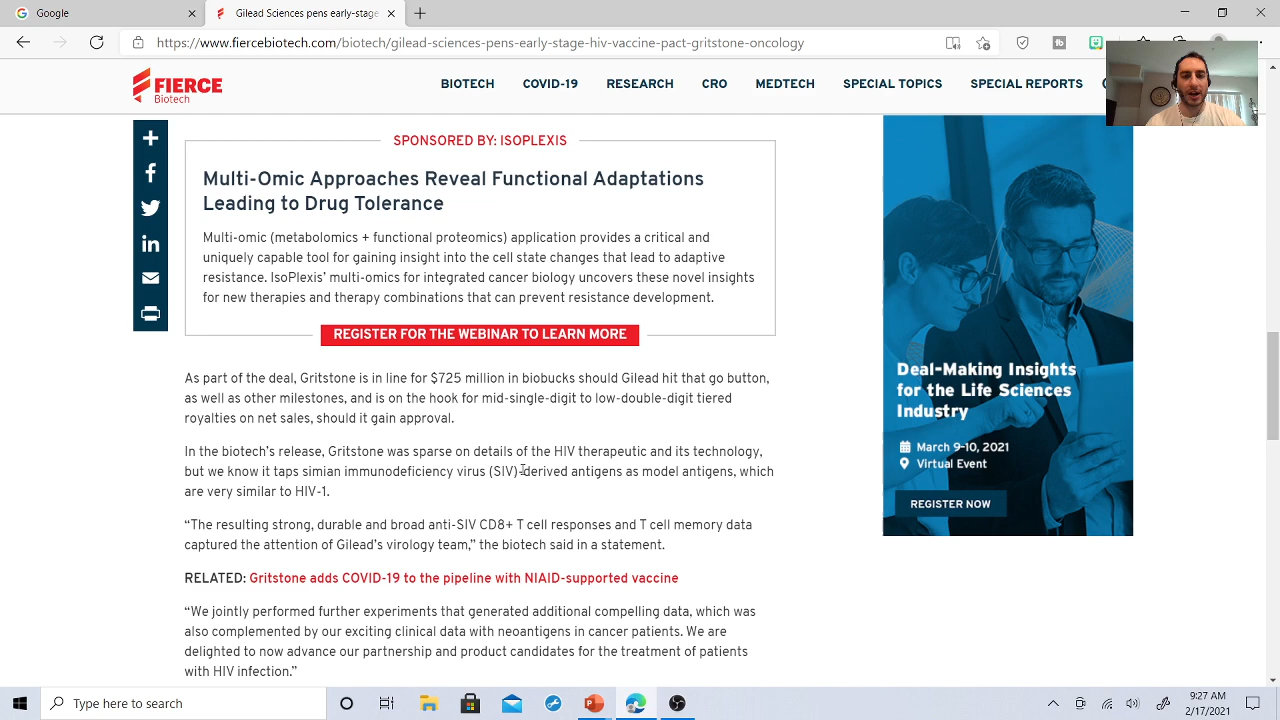 Google
Gilead Sciences pens early-stage
https://www.fiercebiotech.com/biotech/gilead-sciences-pens-early-stage-hiv-vaccine-pact-gritstone-oncology
FIERCE
Biotech
BIOTECH COVID-19 RESEARCH CRO MEDTECH SPECIAL TOPICS SPECIAL REPORTS
SPONSORED BY: ISOPLEXIS
Multi-Omic Approaches Reveal Functional Adaptations
Leading to Drug Tolerance
Multi-omic (metabolomics + functional proteomics) application provides a critical and
uniquely capable tool for gaining insight into the cell state changes that lead to adaptive
resistance. IsoPlexis' multi-omics for integrated cancer biology uncovers these novel insights
for new therapies and therapy combinations that can prevent resistance development.
REGISTER FOR THE WEBINAR TO LEARN MORE
As part of the deal, Gritstone is in line for $725 million in biobucks should Gilead hit that go button,
as well as other milestones, and is on the hook for mid-single-digit to low-double-digit tiered
royalties on net sales, should it gain approval.
In the biotech's release, Gritstone was sparse on details of the HIV therapeutic and its technology,
but we know it taps simian immunodeficiency virus (SIV)-derived antigens as model antigens, which
are very similar to HIV-1.
“The resulting strong, durable and broad anti-SIV CD8+ T cell responses and T cell memory data
captured the attention of Gilead's virology team,” the biotech said in a statement.
RELATED: Gritstone adds COVID-19 to the pipeline with NIAID-supported vaccine
“We jointly performed further experiments that generated additional compelling data, which was
also complemented by our exciting clinical data with neoantigens in cancer patients. We are
delighted to now advance our partnership and product candidates for the treatment of patients
with HIV infection.”
Deal-Making Insights
for the Life Sciences
Industry
March 9-10, 2021
Virtual Event
REGISTER NOW
Type here to search
9:27 AM
2/17/2021